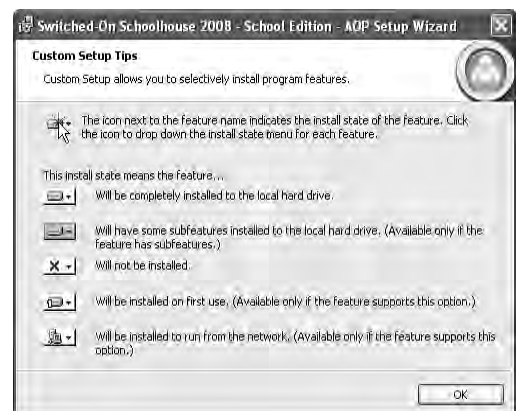 Switched-On Schoolhouse 2008 - School Edition - AOP Setup Wizard
Custom Setup Tips
Custom Setup allows you to selectively install program features.
The icon next to the feature name indicates the install state of the feature. Click
the icon to drop down the install state menu for each feature.
This install state means the feature...
Will be completely installed to the local hard drive.
Will have some subfeatures installed to the local hard drive. (Available only if the
feature has subfeatures.)
Will not be installed.
Will be installed on first use. (Available only if the feature supports this option.)
Will be installed to run from the network. (Available only if the feature supports this
option.)
OK